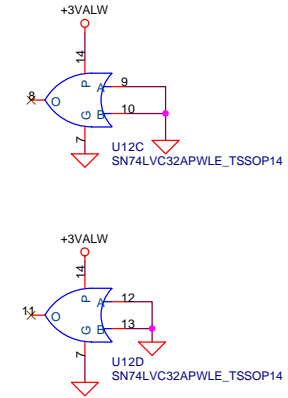 +3VALW
14
P
A
9
8
O
G
B
10
7
U12C
SN74LVC32APWLE_TSSOP14
+3VALW
14
P
A
12
11
O
G
B
13
7
U12D
SN74LVC32APWLE_TSSOP14